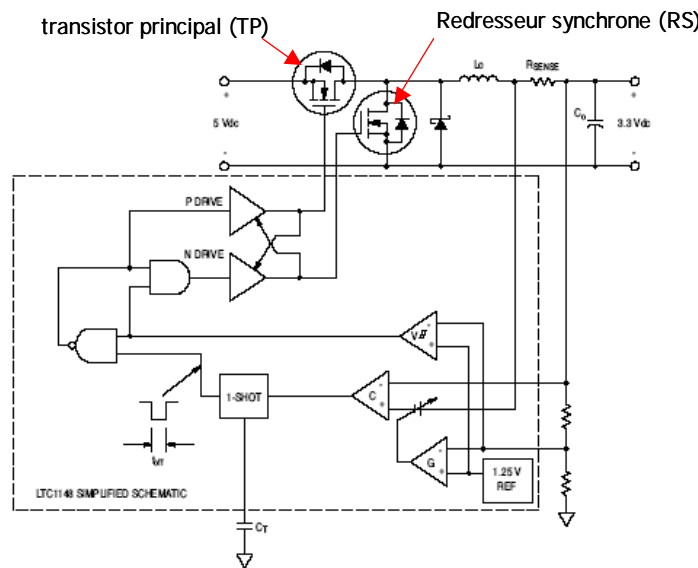 transistor principal (TP)
Redresseur synchrone (RS)
Lo
RSENSE
+
+
5 Vdc
Co
3.3 Vdc
-
-
P DRIVE
N DRIVE
V
-
+
1-SHOT
C
-
+
toff
G
-
+
1.25 V
REF
LTC1148 SIMPLIFIED SCHEMATIC
CT